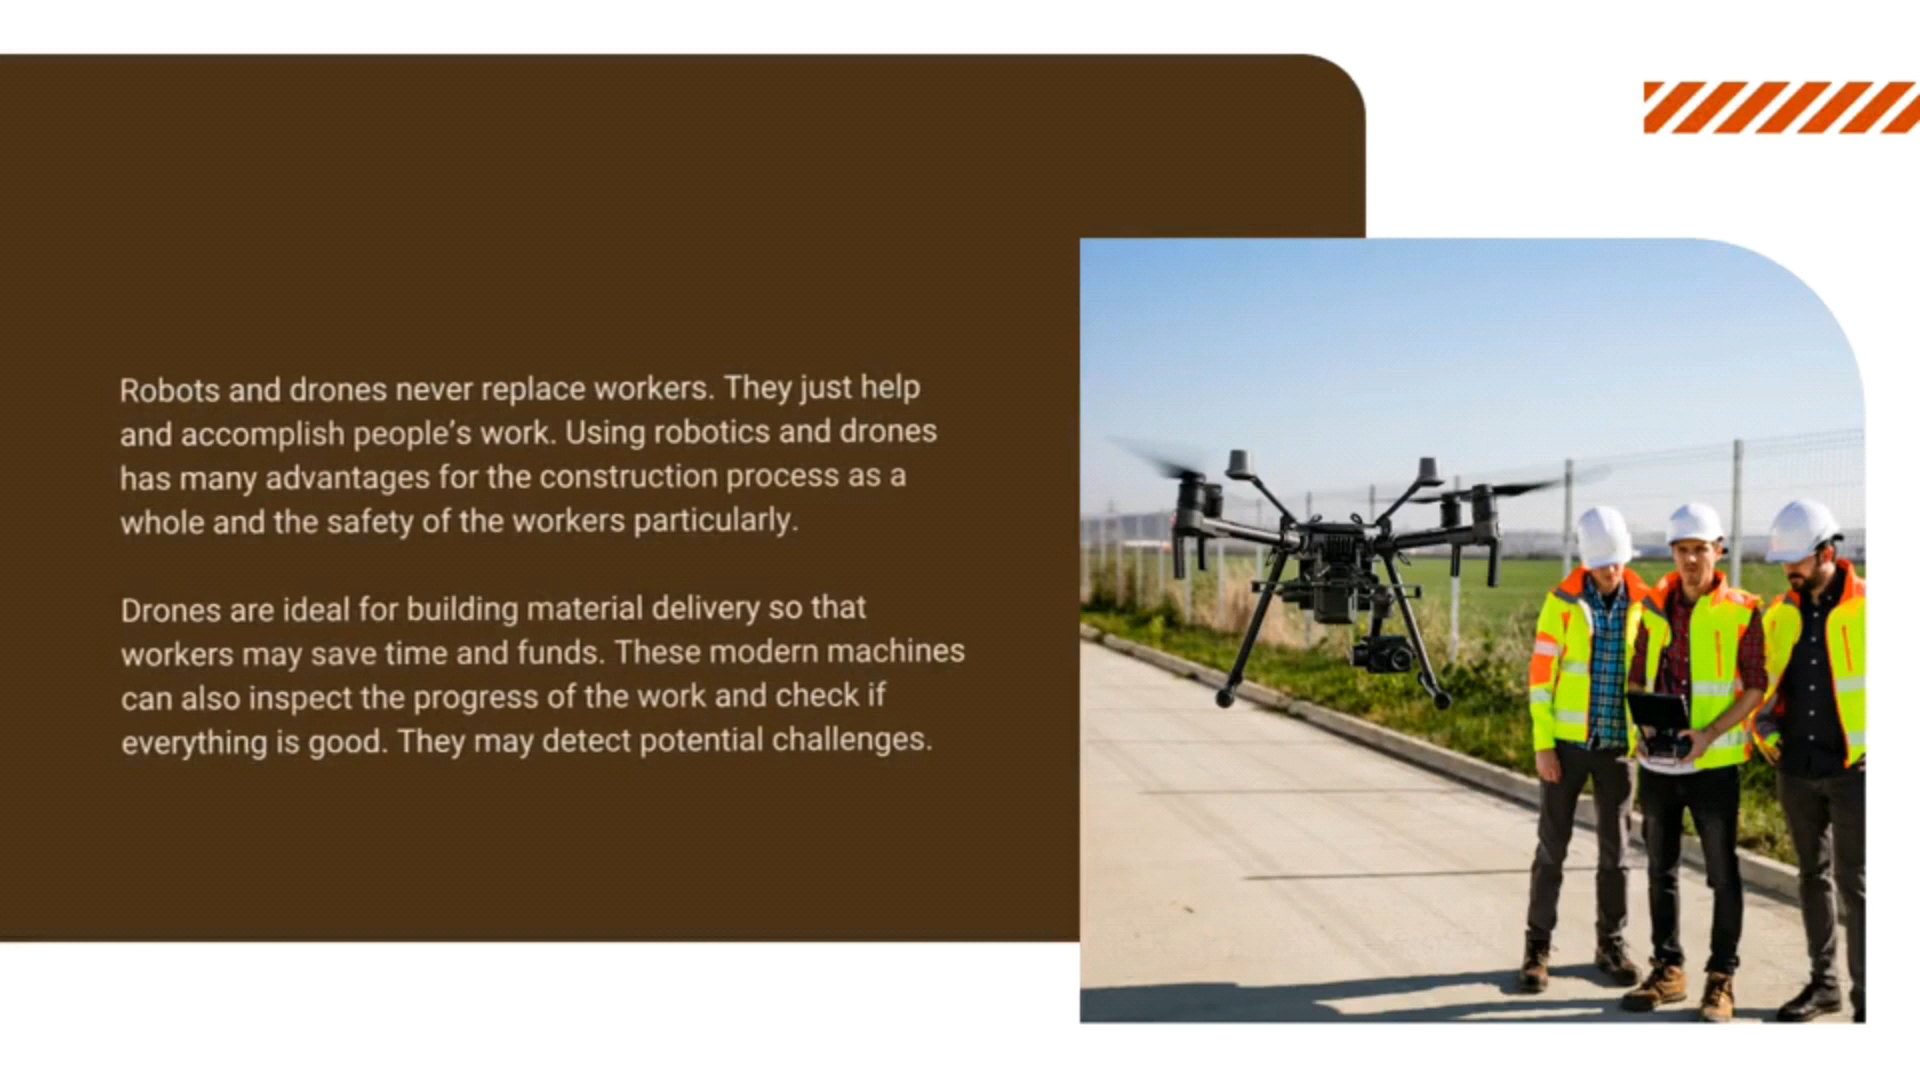 Robots and drones never replace workers. They just help
and accomplish people’s work. Using robotics and drones
has many advantages for the construction process as a
whole and the safety of the workers particularly.
Drones are ideal for building material delivery so that
workers may save time and funds. These modern machines
can also inspect the progress of the work and check if
everything is good. They may detect potential challenges.